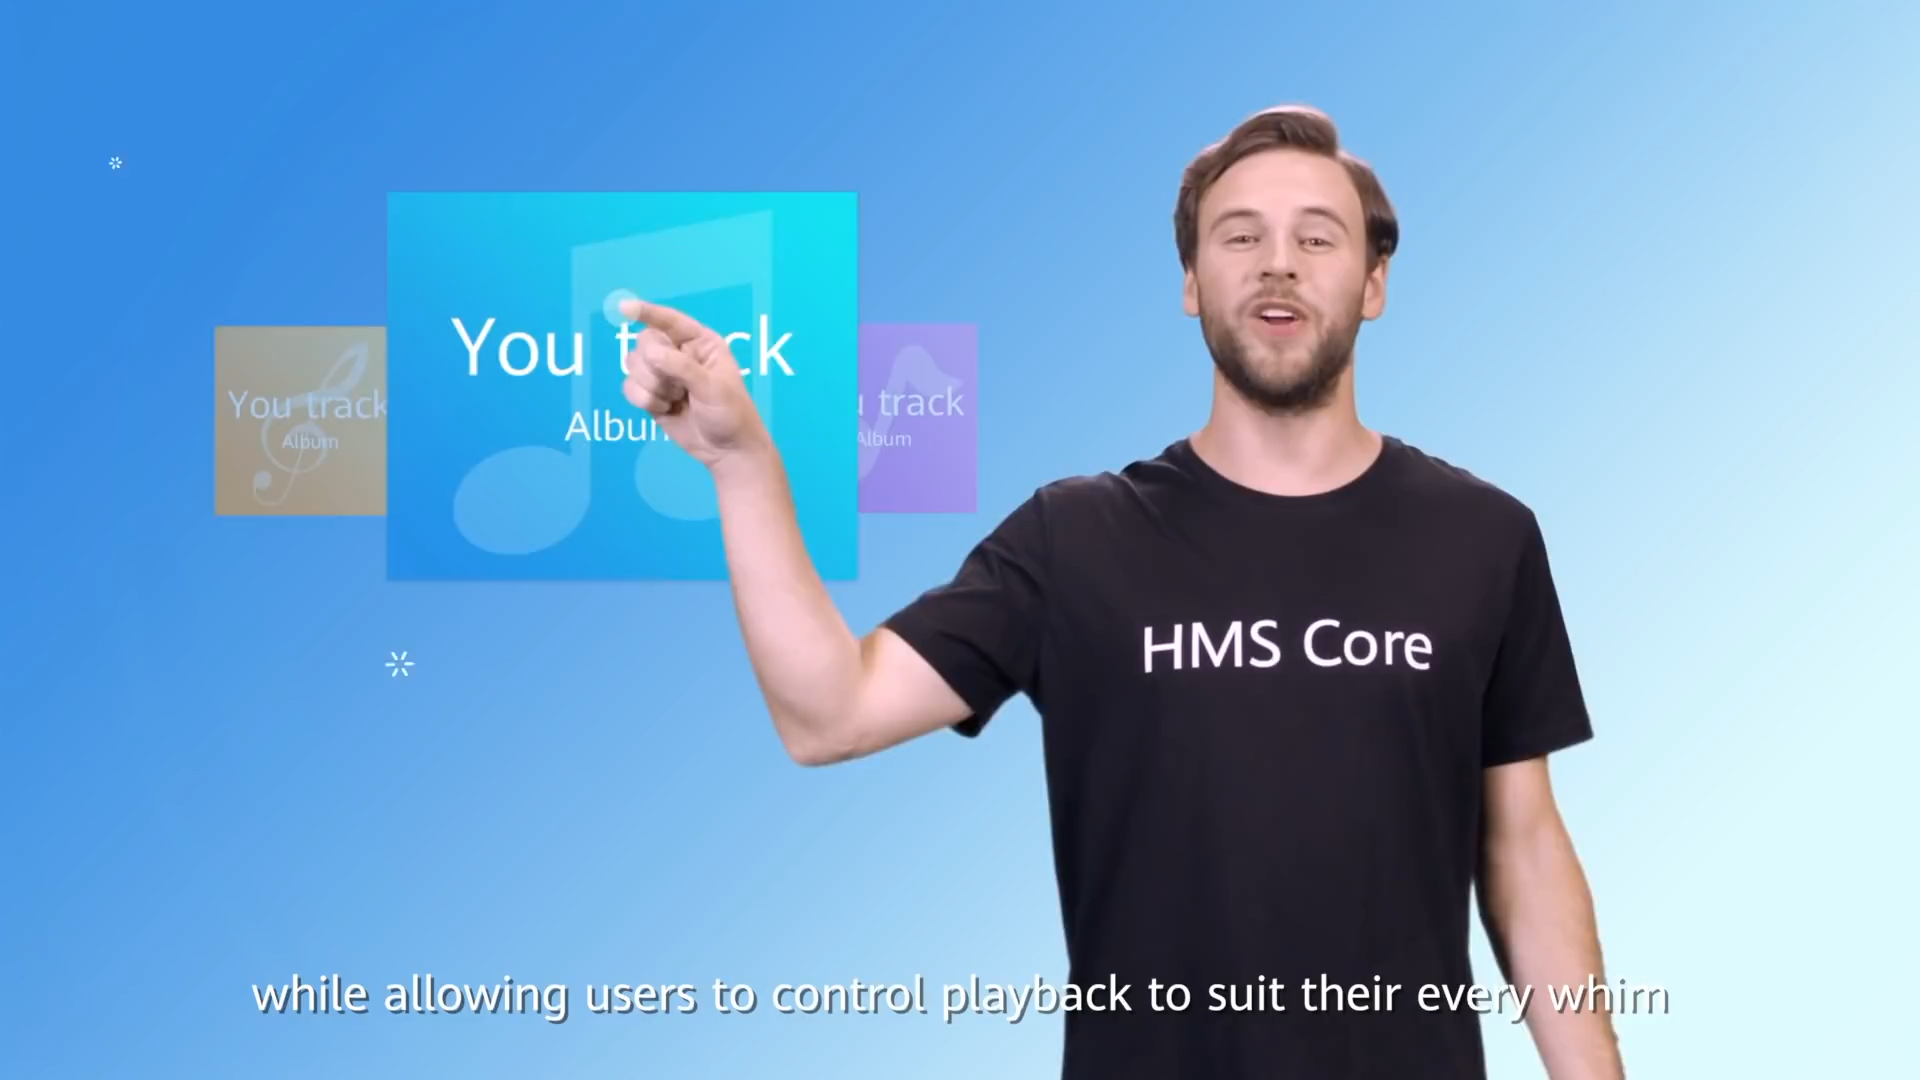 You track
Album
You t ck
Albu
u track
Album
HMS Core
while allowing users to control playback to suit their every whim